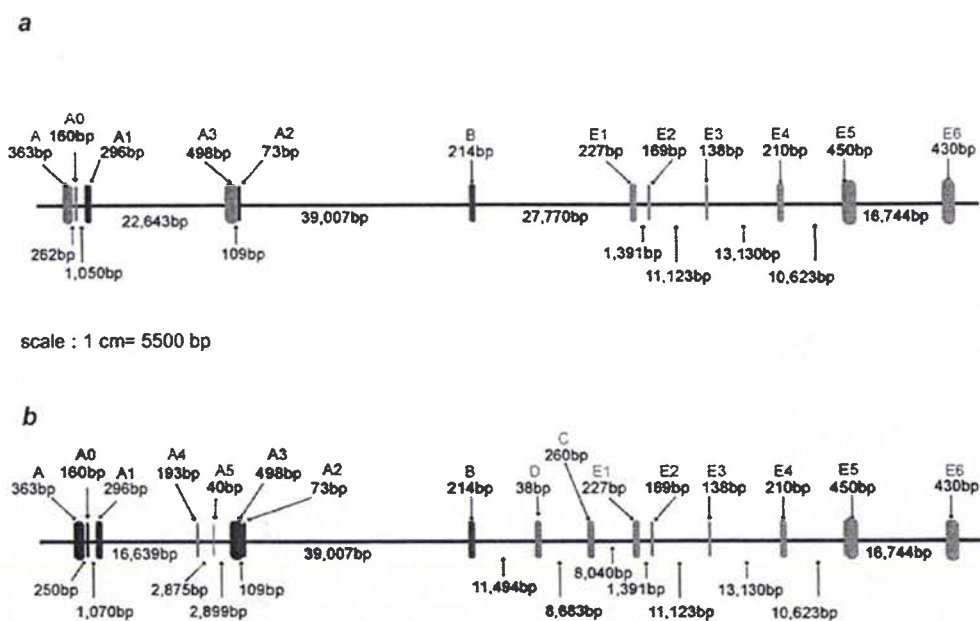 a
A0
A 160bp A1 A3 A2 B E1 E2 E3 E4 E5 E6
363bp 296bp 498bp 73bp 214bp 227bp 169bp 138bp 210bp 450bp 430bp
22,643bp 39,007bp 27,770bp 16,744bp
262bp 109bp 1,391bp 13,130bp
1,050bp 11,123bp 10,623bp
scale : 1 cm= 5500 bp
b
C
A0 A4 A3 260bp
A 160bp A1 193bp A5 498bp A2 B D E1 E2 E3 E4 E5 E6
363bp 296bp 40bp 73bp 214bp 38bp 227bp 169bp 138bp 210bp 450bp 430bp
16,639bp 39,007bp 16,744bp
11,494bp 8,040bp
250bp 2,875bp 109bp 1,391bp 13,130bp
1,070bp 2,899bp 8,683bp 11,123bp 10,623bp